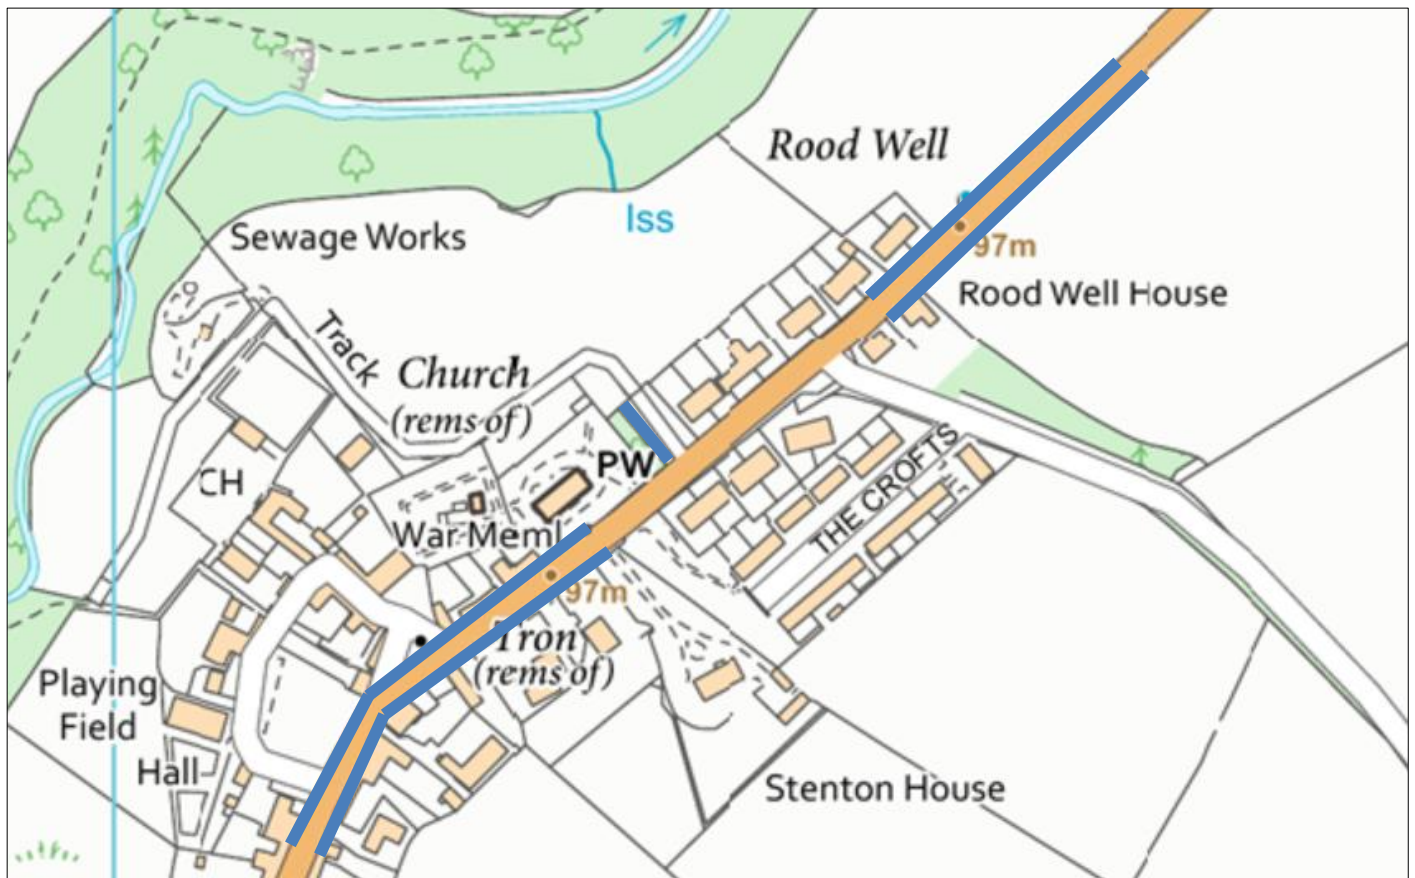 Rood Well
Iss
Sewage Works
97m
Rood Well House
Track
Church
(rems of)
PW
CH
War Meml
THE CROFTS
97m
Tron
(rems of)
Playing
Field
Hall
Stenton House